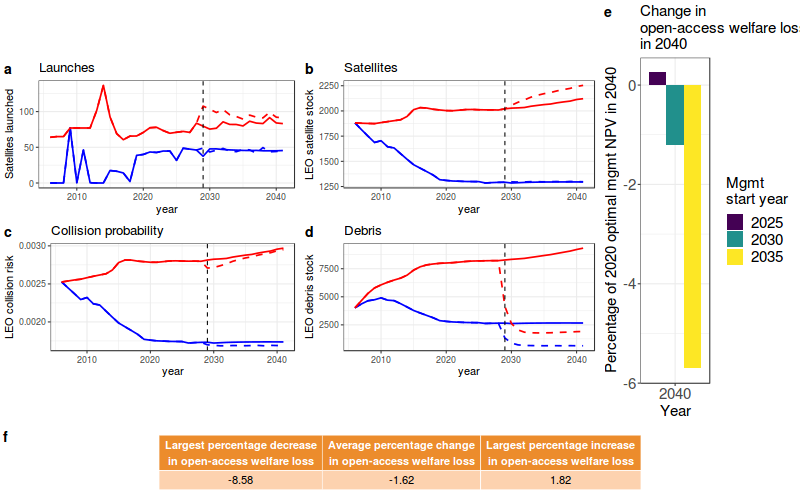 a Launches
Satellites launched
100
50
0
2010 2020 2030 2040
year
b Satellites
LEO satellite stock
2250
2000
1750
1500
1250
2010 2020 2030 2040
year
c Collision probability
LEO collision risk
0.0030
0.0025
0.0020
2010 2020 2030 2040
year
d Debris
LEO debris stock
7500
5000
2500
2010 2020 2030 2040
year
e Change in
open-access welfare loss
in 2040
Percentage of 2020 optimal mgmt NPV in 2040
0
-2
-4
-6
2040
Year
Mgmt
start year
2025
2030
2035
f
Largest percentage decrease
in open-access welfare loss
Average percentage change
in open-access welfare loss
Largest percentage increase
in open-access welfare loss
-8.58 -1.62 1.82